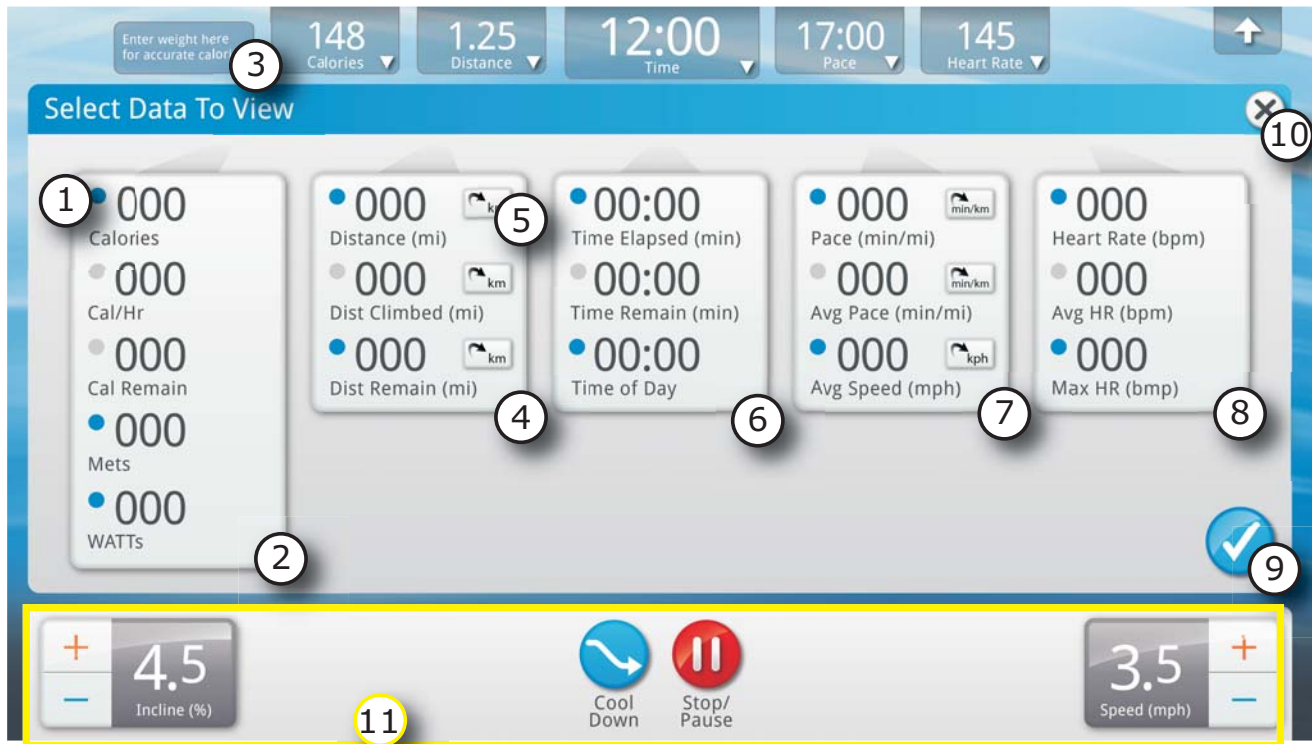 Enter weight here
for accurate calor
3
148
Calories
1.25
Distance
12:00
Time
17:00
Pace
145
Heart Rate
Select Data To View
10
1
000
Calories
000
Cal/Hr
000
Cal Remain
000
Mets
000
WATTs
2
000
5
Distance (mi)
000
km
Dist Climbed (mi)
000
km
Dist Remain (mi)
4
00:00
Time Elapsed (min)
00:00
Time Remain (min)
00:00
Time of Day
6
000
min/km
Pace (min/mi)
000
min/km
Avg Pace (min/mi)
000
kph
Avg Speed (mph)
7
000
Heart Rate (bpm)
000
Avg HR (bpm)
000
Max HR (bmp)
8
9
+
−
4.5
Incline (%)
11
Cool
Down
Stop/
Pause
3.5
Speed (mph)
+
−